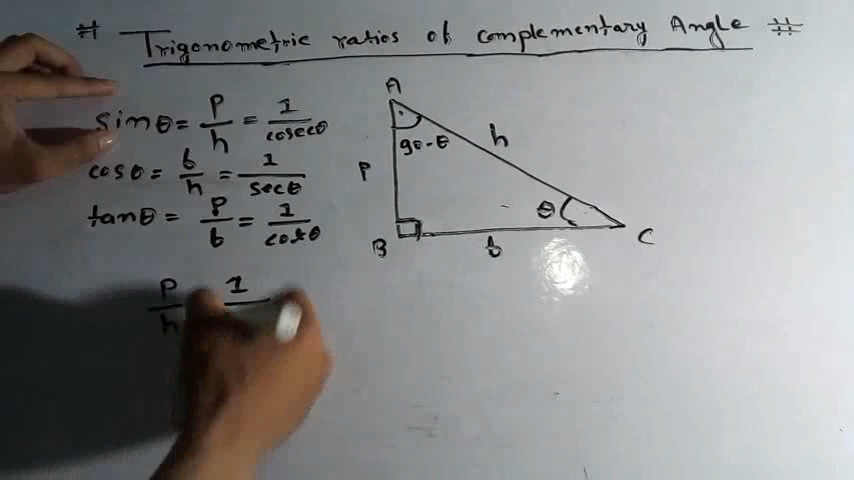 # Trigonometric ratios of complementary Angle #
sinθ = P/h = 1/cosecθ
cosθ = b/h = 1/secθ
tanθ = P/b = 1/cotθ
P/h 1
A
90-θ
h
P
θ
B
b
C